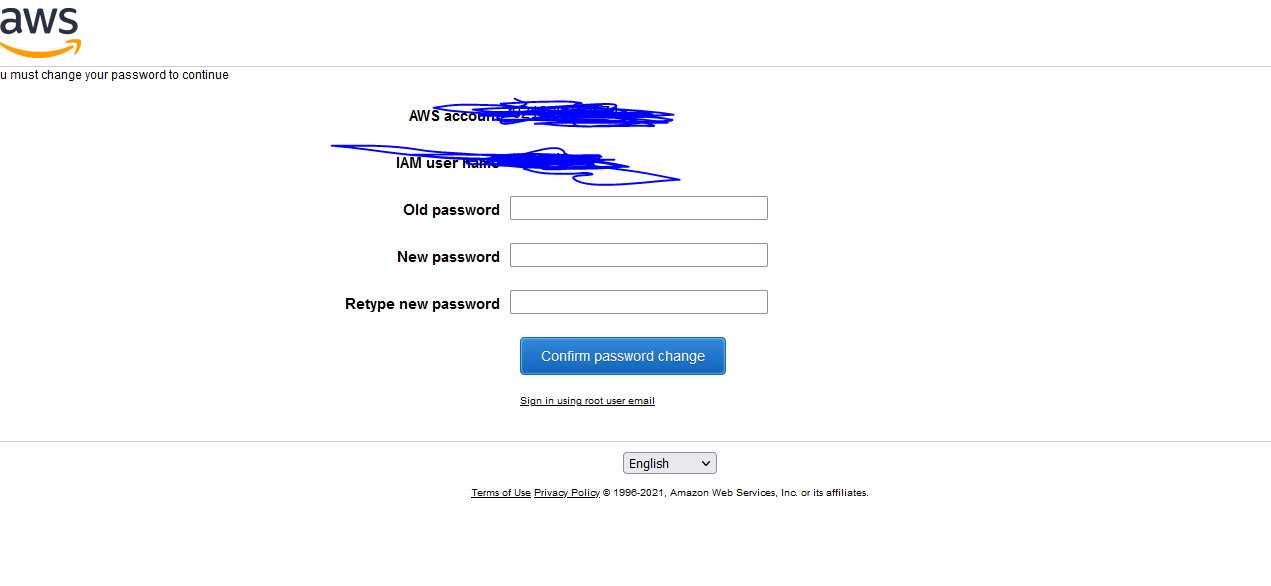 aws
u must change your password to continue
AWS account
IAM user name
Old password
New password
Retype new password
Confirm password change
Sign in using root user email
English
Terms of Use Privacy Policy © 1996-2021, Amazon Web Services, Inc. or its affiliates.